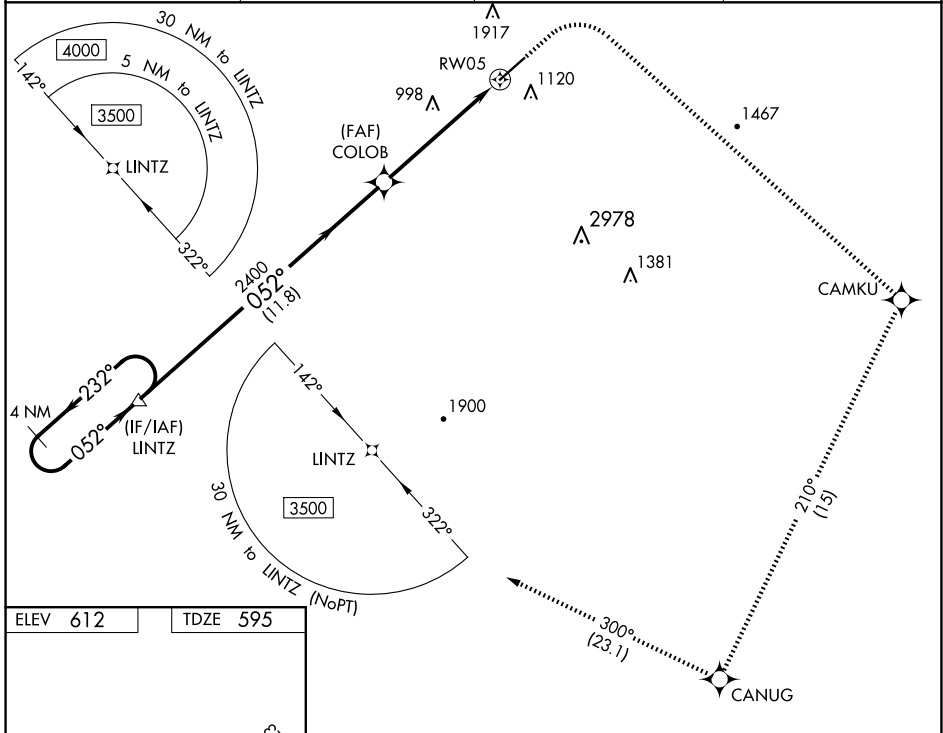 30 NM to LINTZ
4000
5 NM to LINTZ
3500
142°
LINTZ
322°
1917
RW05
1120
998
1467
(FAF)
COLOB
2978
1381
CAMKU
2400
052°
(11.8)
232°
4 NM
052°
(IF/IAF)
LINTZ
142°
1900
LINTZ
3500
322°
30 NM to LINTZ (NoPT)
210°
(15)
300°
(23.1)
CANUG
ELEV 612
TDZE 595